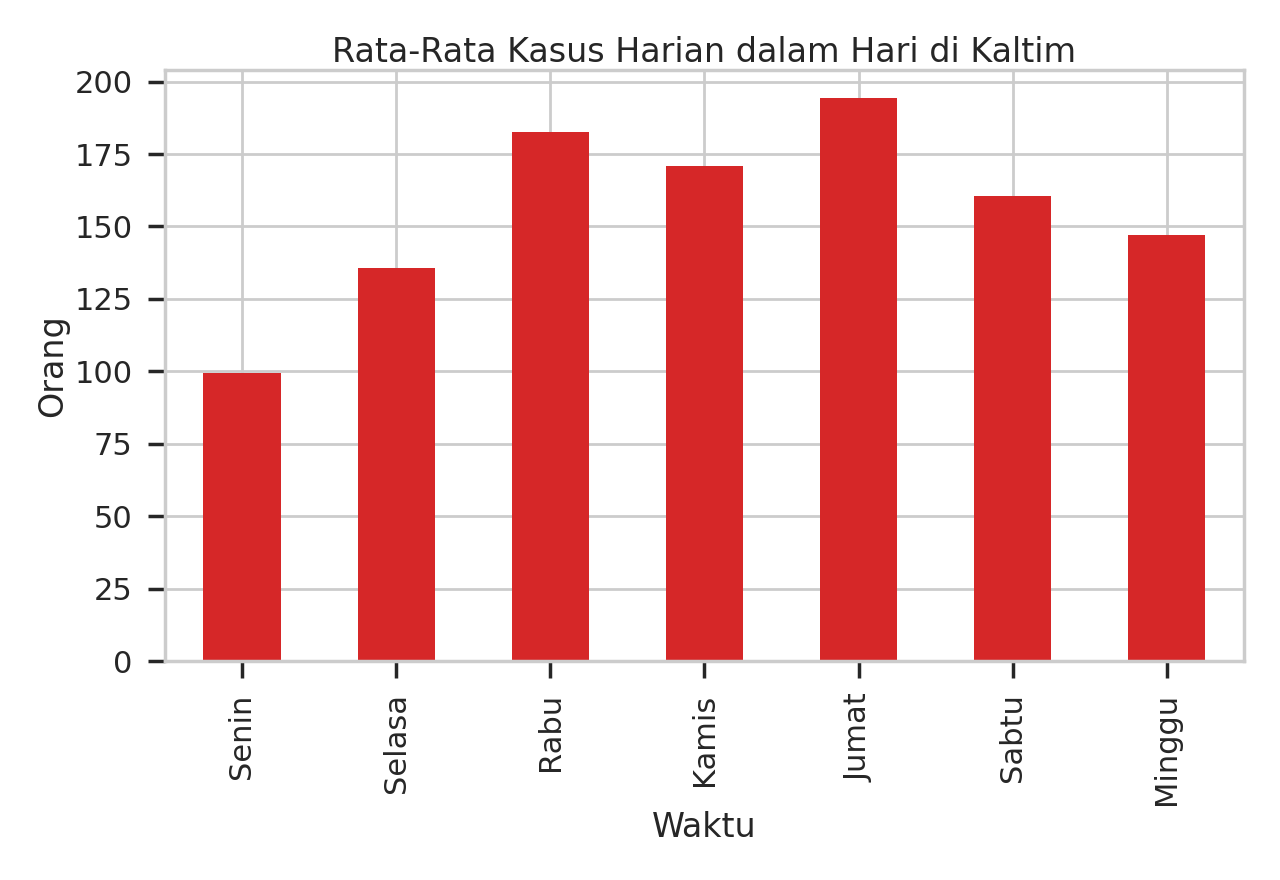 Rata-Rata Kasus Harian dalam Hari di Kaltim
200
175
150
125
100
75
50
25
0
Orang
Senin
Selasa
Rabu
Kamis
Jumat
Sabtu
Minggu
Waktu